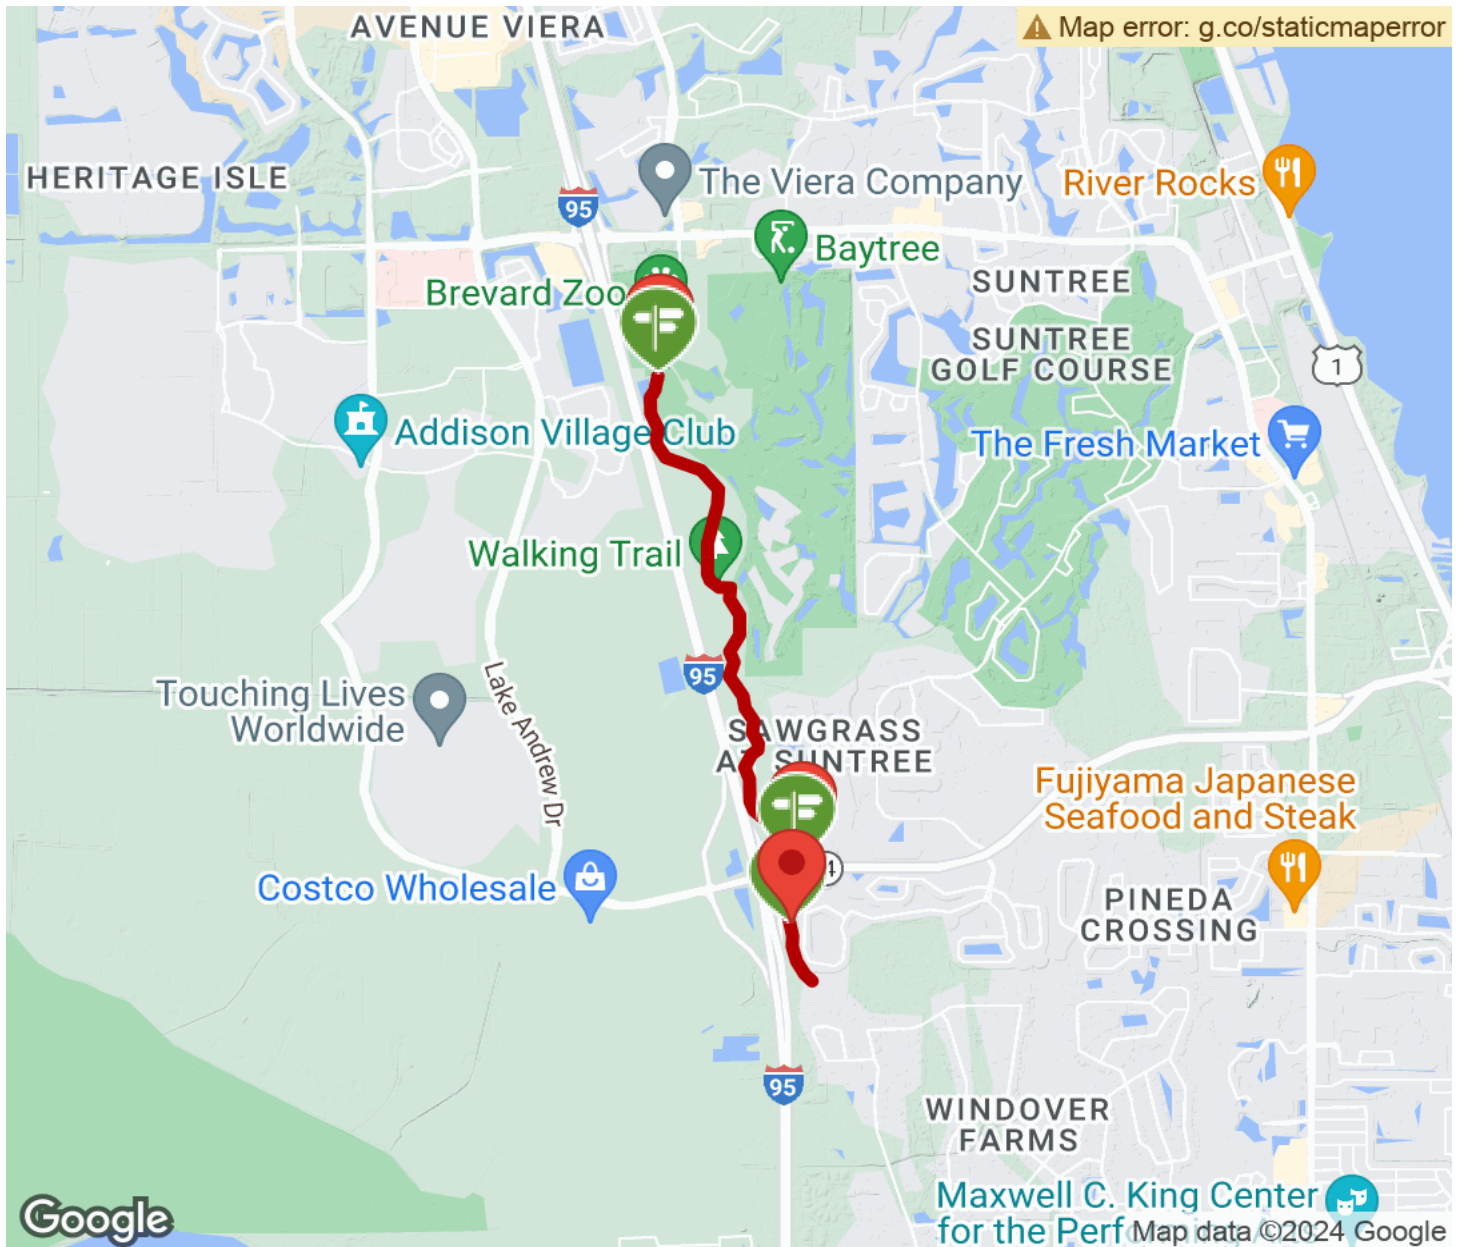 AVENUE VIERA
Map error: g.co/staticmaperror
HERITAGE ISLE
95
The Viera Company
River Rocks
Baytree
Brevard Zoo
SUNTREE
SUNTREE
GOLF COURSE
1
Addison Village Club
The Fresh Market
Walking Trail
95
Touching Lives
Worldwide
Lake Andrew Dr
SAWGRASS
AT SUNTREE
Fujiyama Japanese
Seafood and Steak
Costco Wholesale
4
PINEDA
CROSSING
95
WINDOVER
FARMS
Maxwell C. King Center
for the Perf
Google
Map data ©2024 Google